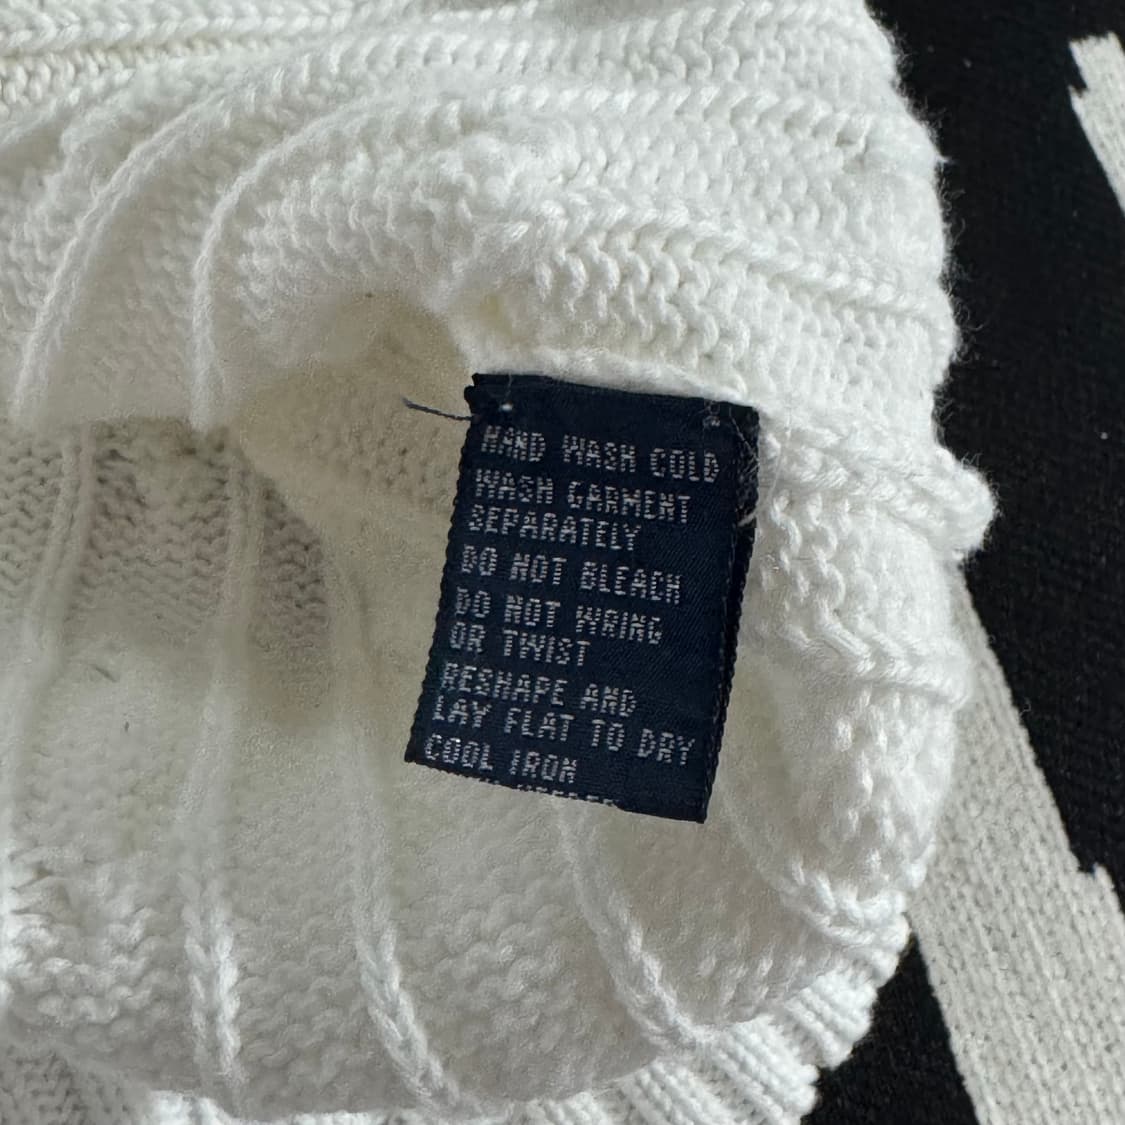 HAND WASH COLD
WASH GARMENT
SEPARATELY
DO NOT BLEACH
DO NOT WRING
OR TWIST
RESHAPE AND
LAY FLAT TO DRY
COOL IRON